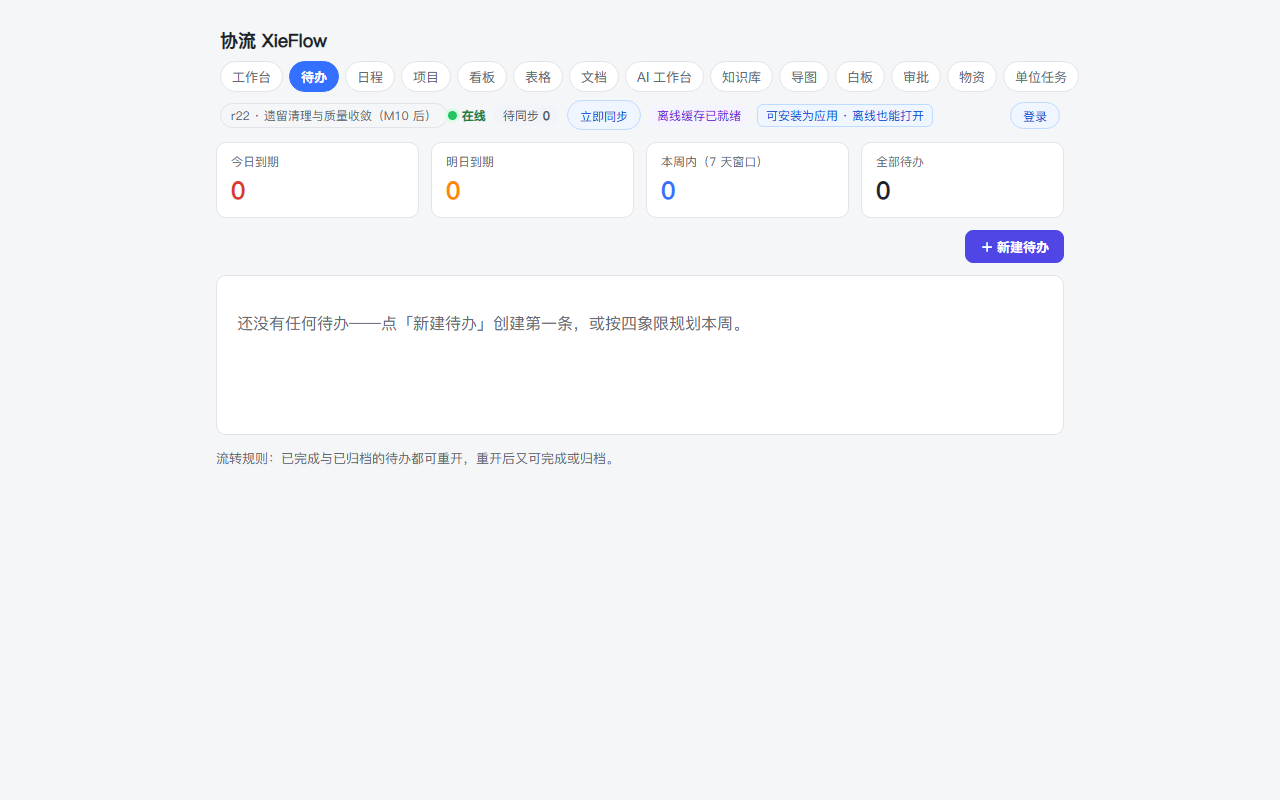 协流 XieFlow
工作台 待办 日程 项目 看板 表格 文档 AI 工作台 知识库 导图 白板 审批 物资 单位任务
r22 · 遗留清理与质量收敛（M10 后） 在线 待同步 0 立即同步 离线缓存已就绪 可安装为应用 · 离线也能打开 登录
今日到期 明日到期 本周内（7 天窗口） 全部待办
0 0 0 0
＋ 新建待办
还没有任何待办——点「新建待办」创建第一条，或按四象限规划本周。
流转规则：已完成与已归档的待办都可重开，重开后又可完成或归档。